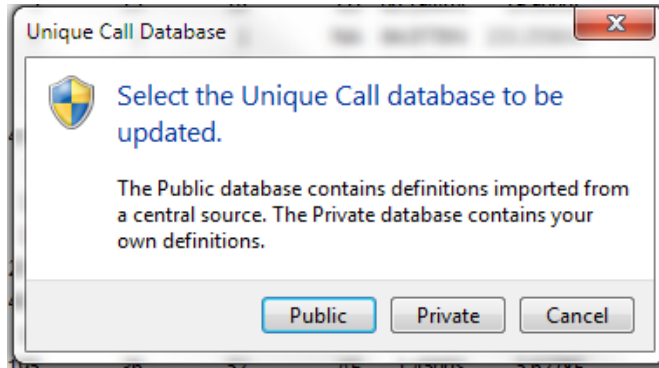 Unique Call Database
Select the Unique Call database to be
updated.
The Public database contains definitions imported from
a central source. The Private database contains your
own definitions.
Public Private Cancel